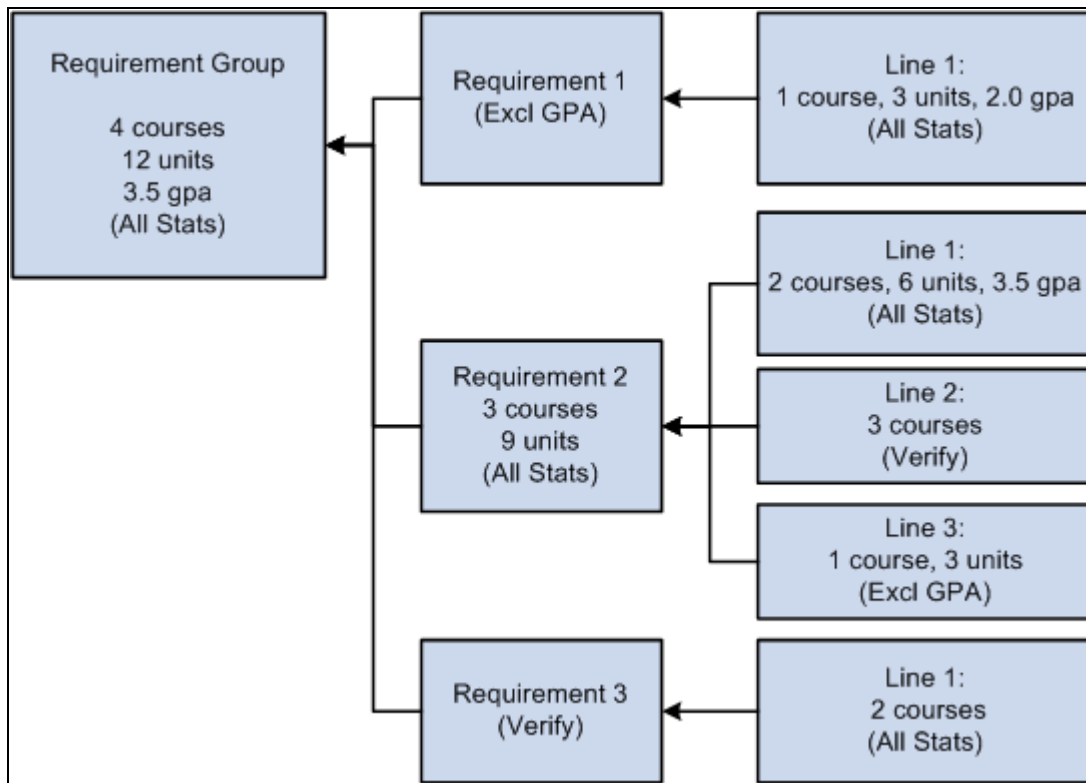 Requirement Group
4 courses
12 units
3.5 gpa
(All Stats)
Requirement 1
(Excl GPA)
Line 1:
1 course, 3 units, 2.0 gpa
(All Stats)
Requirement 2
3 courses
9 units
(All Stats)
Line 1:
2 courses, 6 units, 3.5 gpa
(All Stats)
Line 2:
3 courses
(Verify)
Line 3:
1 course, 3 units
(Excl GPA)
Requirement 3
(Verify)
Line 1:
2 courses
(All Stats)